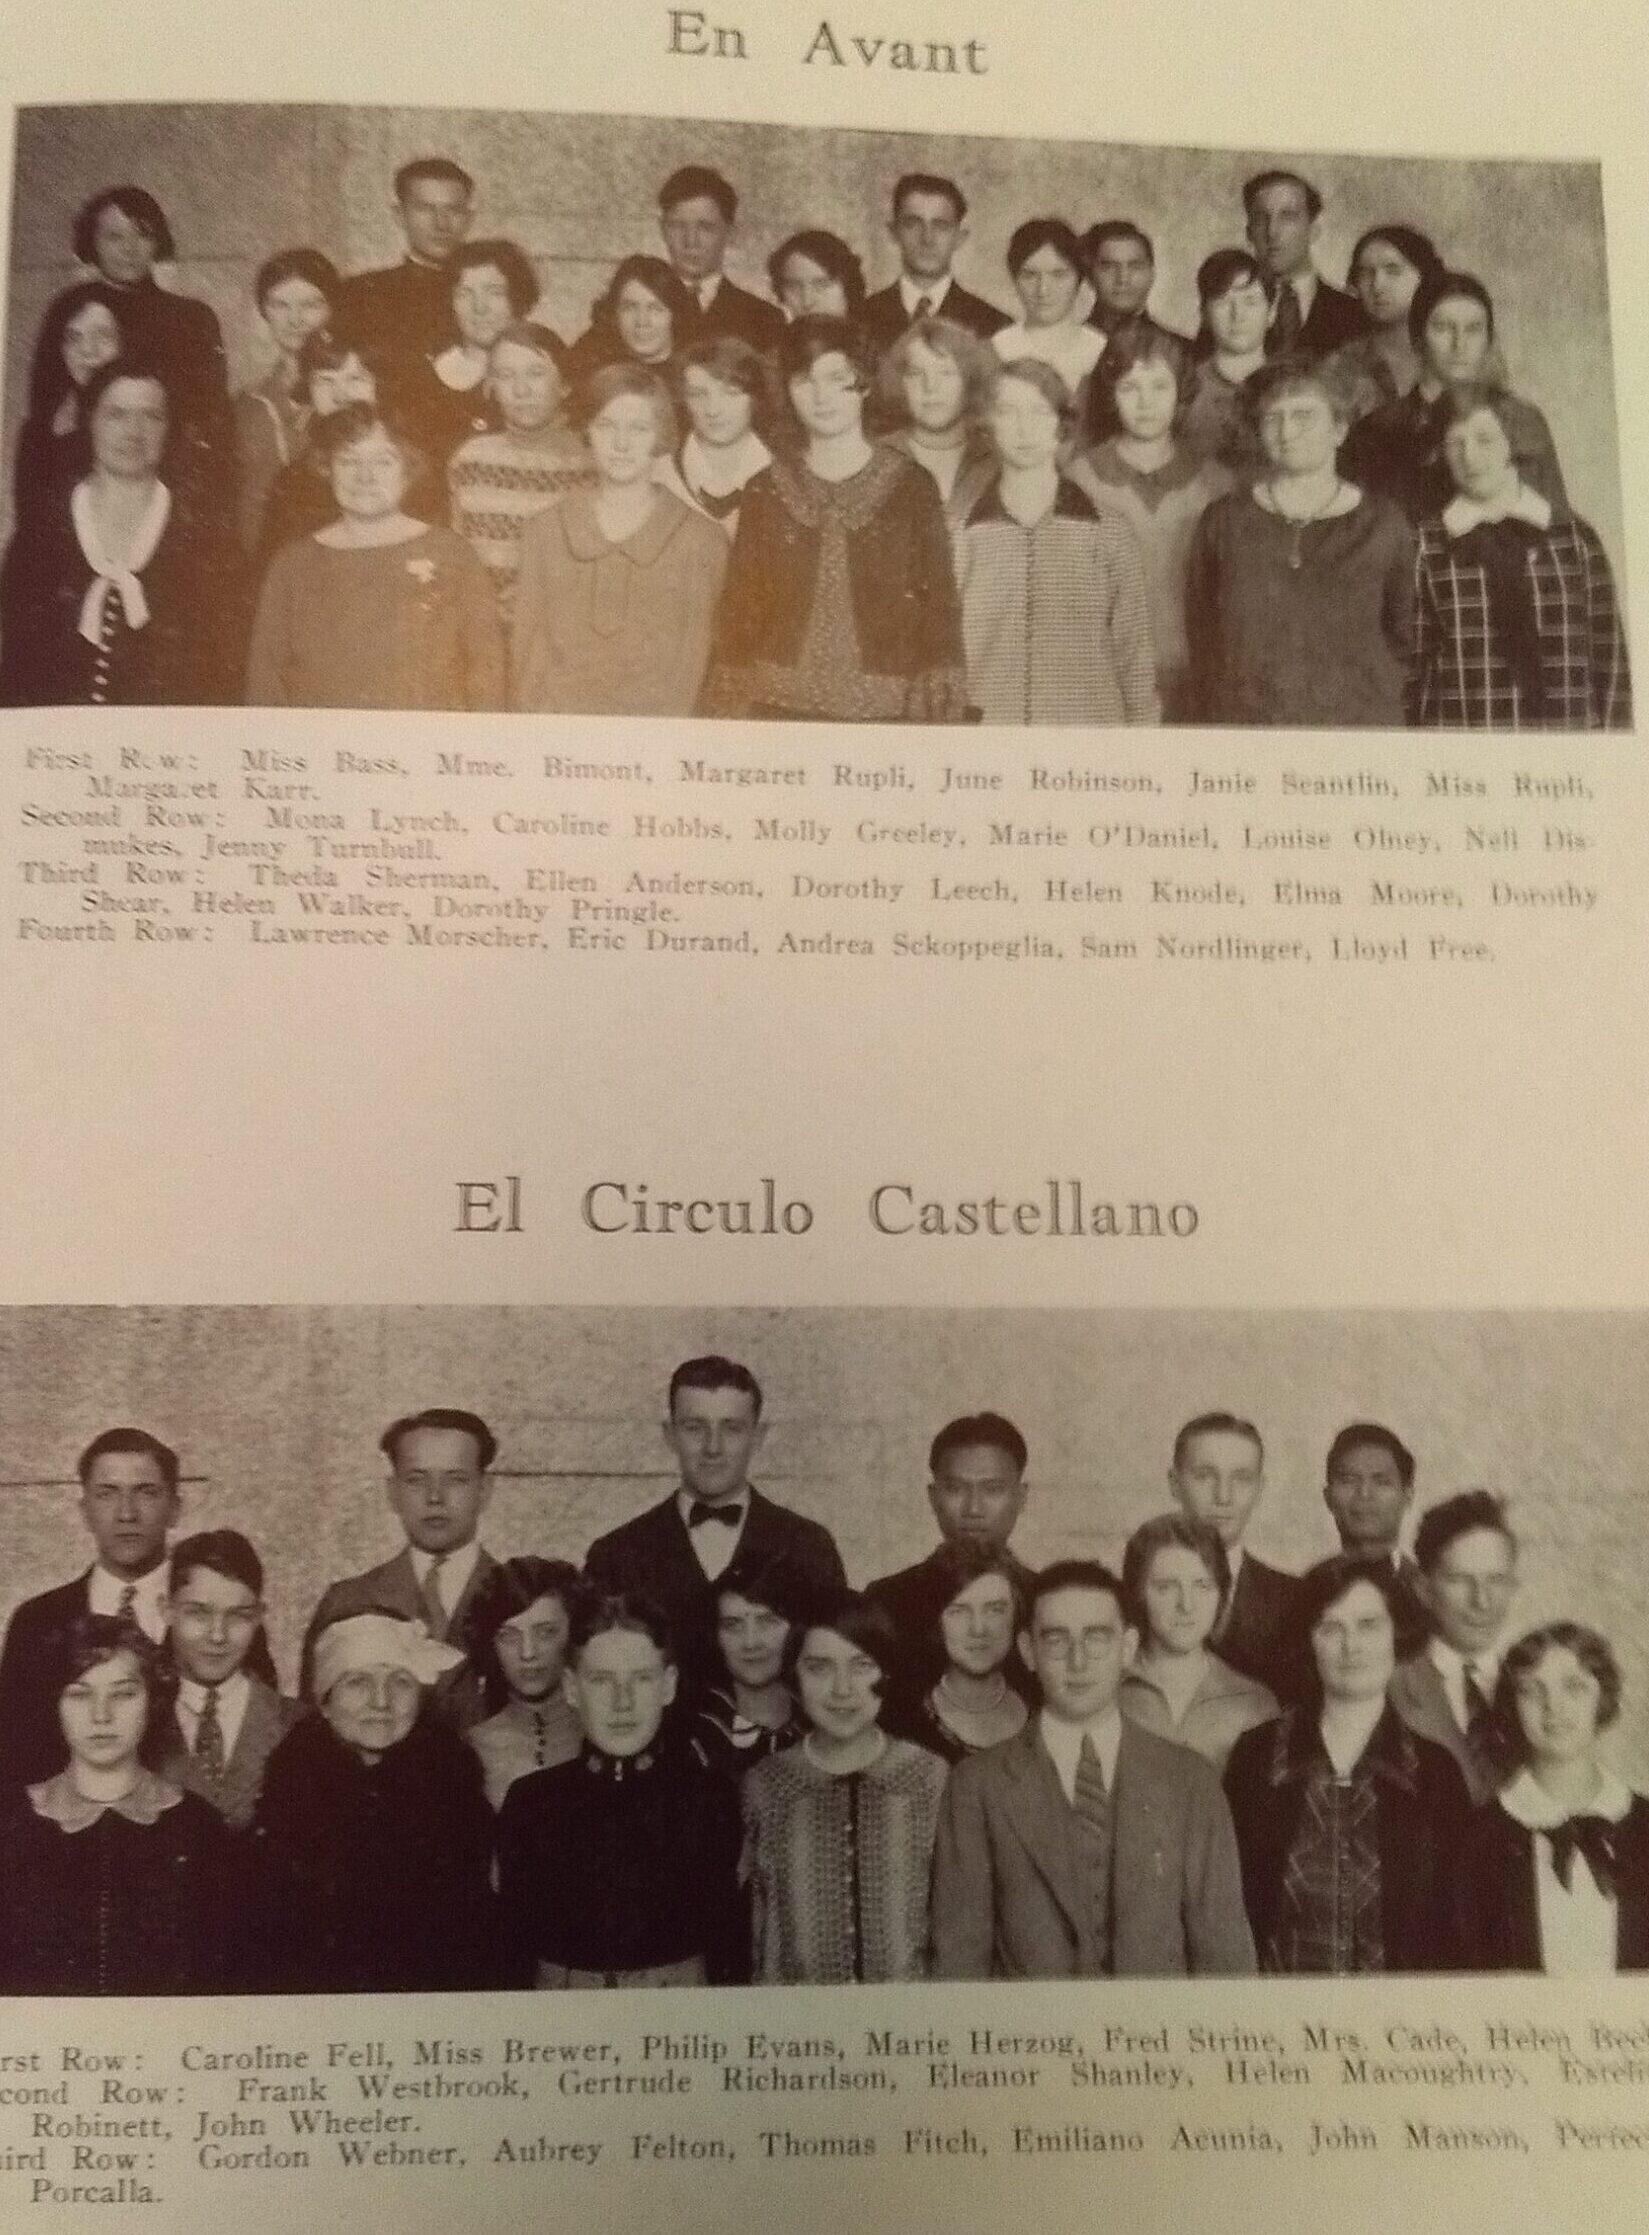 En Avant
First Row: Miss Bass, Mme. Bimont, Margaret Rupli, June Robinson, Janie Seantlin, Miss Rupli,
Margaret Karr.
Second Row: Mona Lynch, Caroline Hobbs, Molly Greeley, Marie O'Daniel, Louise Olney, Nell Dis-
mukes, Jenny Turnbull.
Third Row: Theda Sherman, Ellen Anderson, Dorothy Leech, Helen Knode, Elma Moore, Dorothy
Shear, Helen Walker, Dorothy Pringle.
Fourth Row: Lawrence Morscher, Eric Durand, Andrea Sckoppeglia, Sam Nordlinger, Lloyd Free.
El Circulo Castellano
rst Row: Caroline Fell, Miss Brewer, Philip Evans, Marie Herzog, Fred Strine, Mrs. Cade, Helen
cond Row: Frank Westbrook, Gertrude Richardson, Eleanor Shanley, Helen Macoughtry,
Robinett, John Wheeler.
ird Row: Gordon Webner, Aubrey Felton, Thomas Fitch, Emiliano Acunia, John Manson, Perfec
Porcalla.